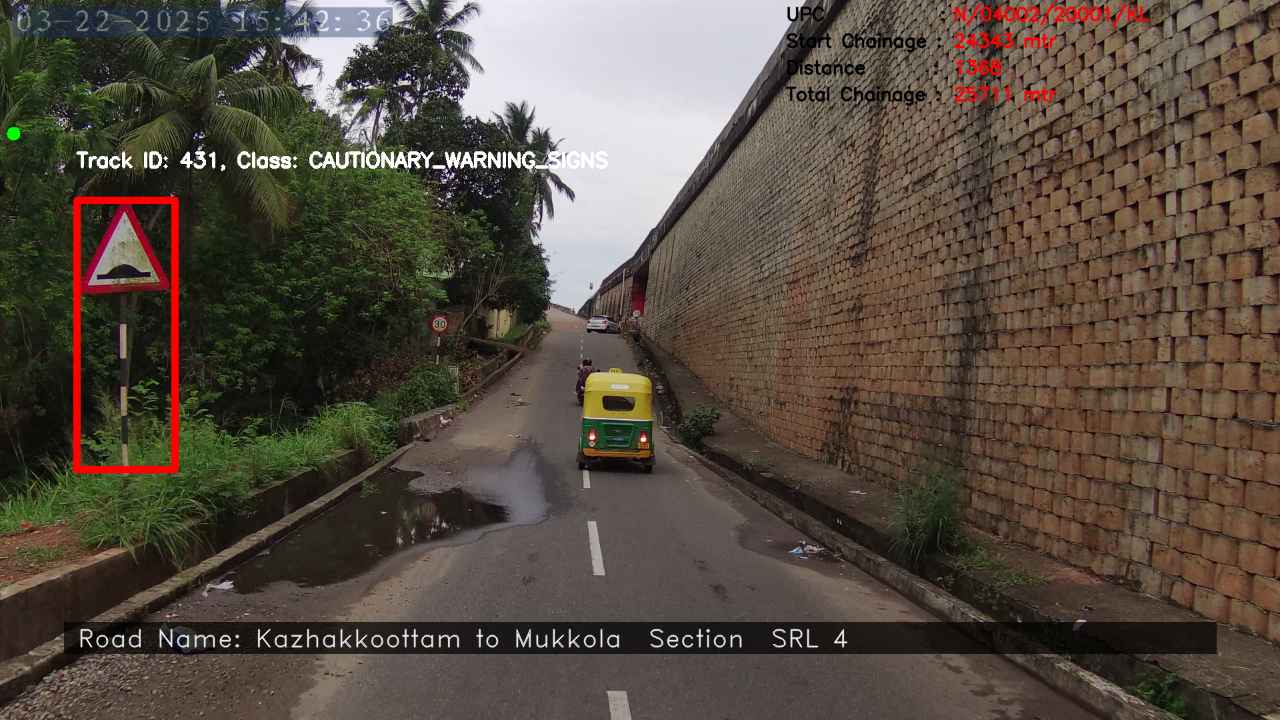 03-22-2025 15:42:36
UPC : N/04002/20001/KL
Start Chainage : 24343 mtr
Distance : 1368
Total Chainage : 25711 mtr
Track ID: 431, Class: CAUTIONARY_WARNING_SIGNS
30
Road Name: Kazhakkoottam to Mukkola Section SRL 4